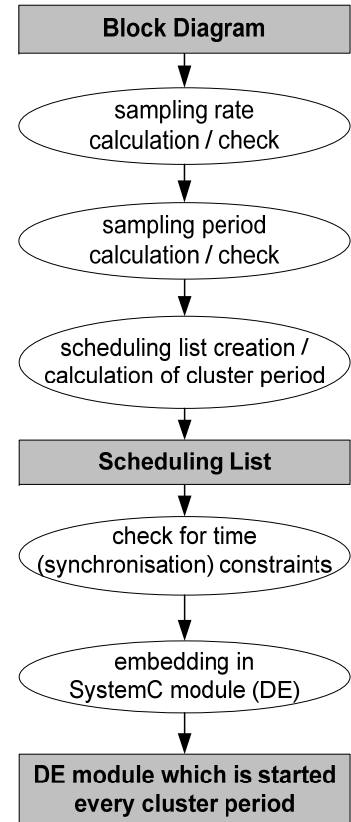 Block Diagram
sampling rate
calculation / check
sampling period
calculation / check
scheduling list creation /
calculation of cluster period
Scheduling List
check for time
(synchronisation) constraints
embedding in
SystemC module (DE)
DE module which is started
every cluster period